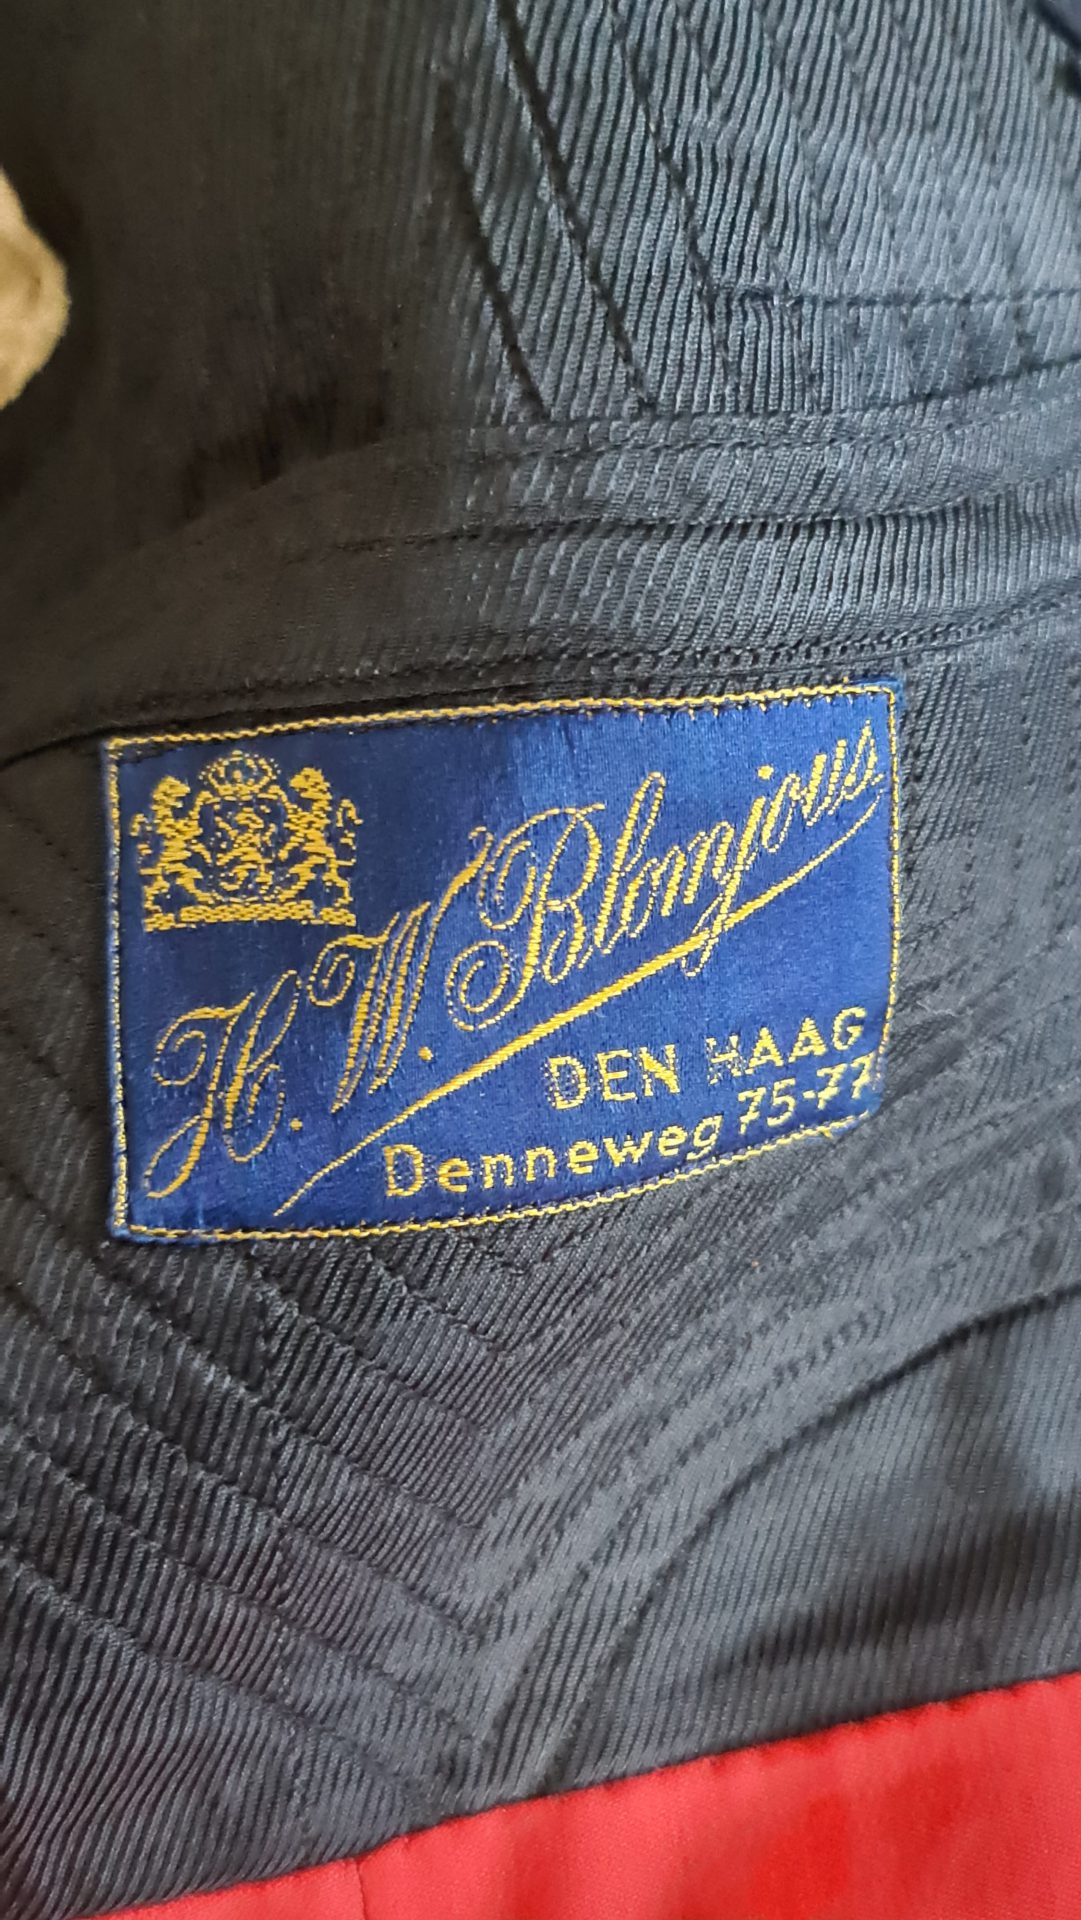 H.W. Blonjous
DEN HAAG
Denneweg 75-77